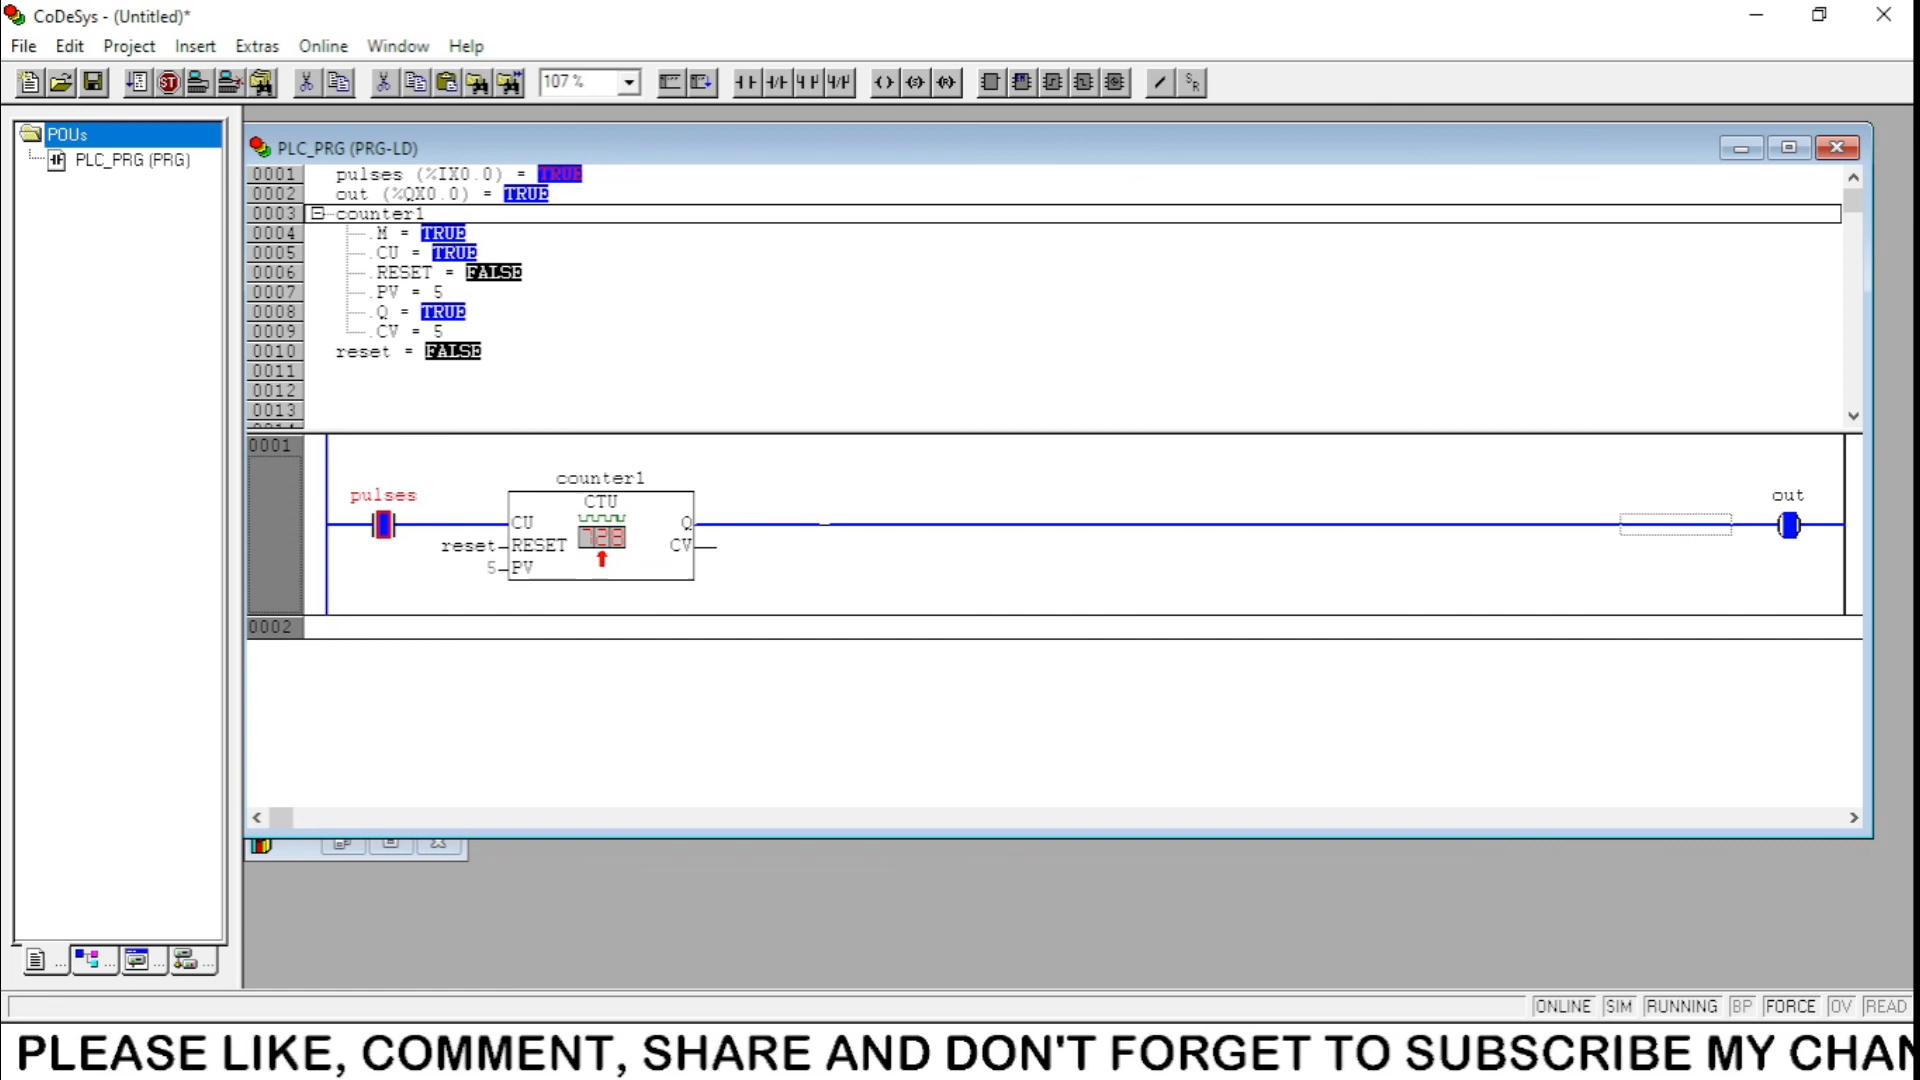 CoDeSys - (Untitled)*
File Edit Project Insert Extras Online Window Help
107 %
POUs
PLC_PRG (PRG)
PLC_PRG (PRG-LD)
0001 pulses (%IX0.0) = TRUE
0002 out (%QX0.0) = TRUE
0003 counter1
0004 .M = TRUE
0005 .CU = TRUE
0006 .RESET = FALSE
0007 .PV = 5
0008 .Q = TRUE
0009 .CV = 5
0010 reset = FALSE
0011
0012
0013
0014
0001
counter1
pulses CTU out
CU Q
reset RESET CV
5 PV
0002
ONLINE SIM RUNNING BP FORCE OV READ
PLEASE LIKE, COMMENT, SHARE AND DON'T FORGET TO SUBSCRIBE MY CHAN